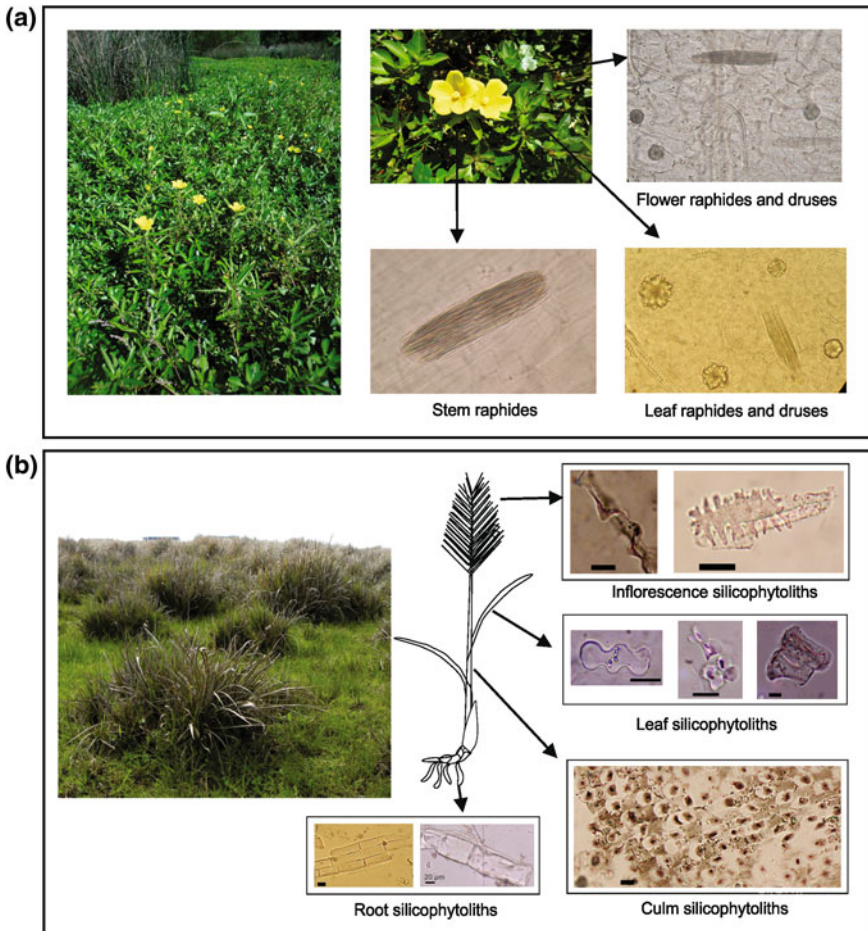 (a)
Flower raphides and druses
Stem raphides
Leaf raphides and druses
(b)
Inflorescence silicophytoliths
Leaf silicophytoliths
20 µm
Root silicophytoliths
Culm silicophytoliths